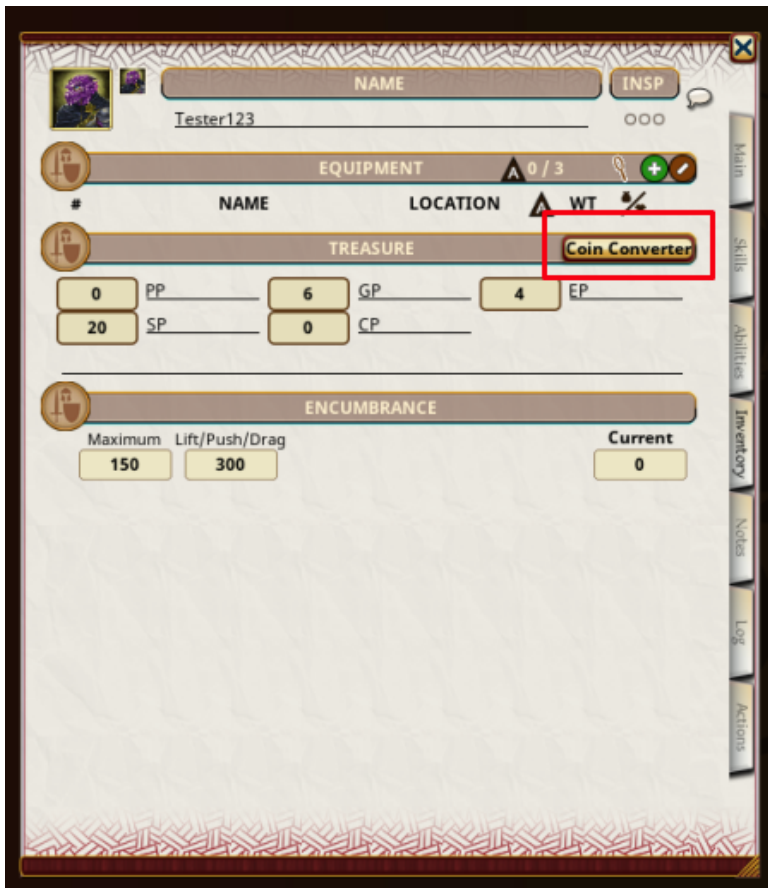 NAME INSP
Tester123
EQUIPMENT A 0 / 3
# NAME LOCATION A WT
TREASURE Coin Converter
0 PP 6 GP 4 EP
20 SP 0 CP
ENCUMBRANCE
Maximum Lift/Push/Drag Current
150 300 0
Main
Skills
Abilities
Inventory
Notes
Log
Actions